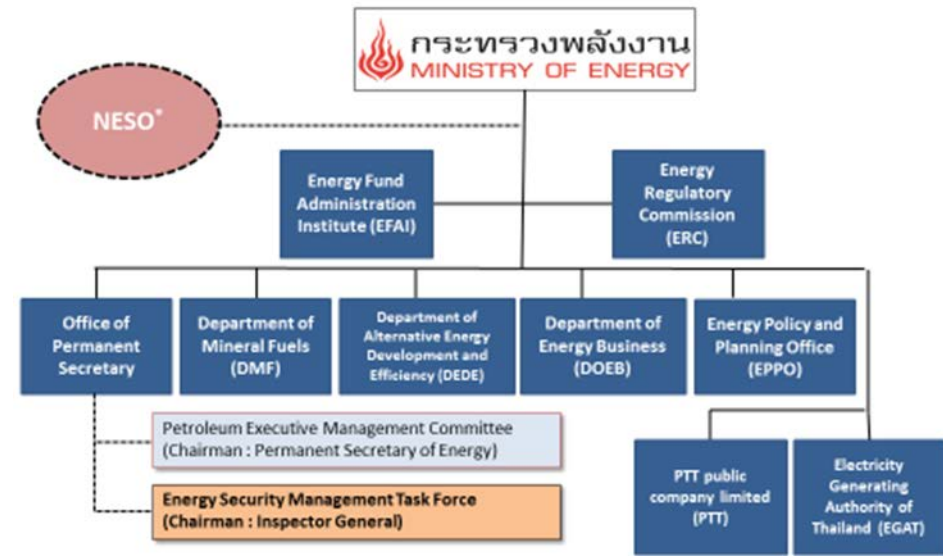 กระทรวงพลังงาน
MINISTRY OF ENERGY
NESO*
Energy Fund
Administration
Institute (EFAI)
Energy
Regulatory
Commission
(ERC)
Office of
Permanent
Secretary
Department of
Mineral Fuels
(DMF)
Department of
Alternative Energy
Development and
Efficiency (DEDE)
Department of
Energy Business
(DOEB)
Energy Policy and
Planning Office
(EPPO)
Petroleum Executive Management Committee
(Chairman : Permanent Secretary of Energy)
Energy Security Management Task Force
(Chairman : Inspector General)
PTT public
company limited
(PTT)
Electricity
Generating
Authority of
Thailand (EGAT)